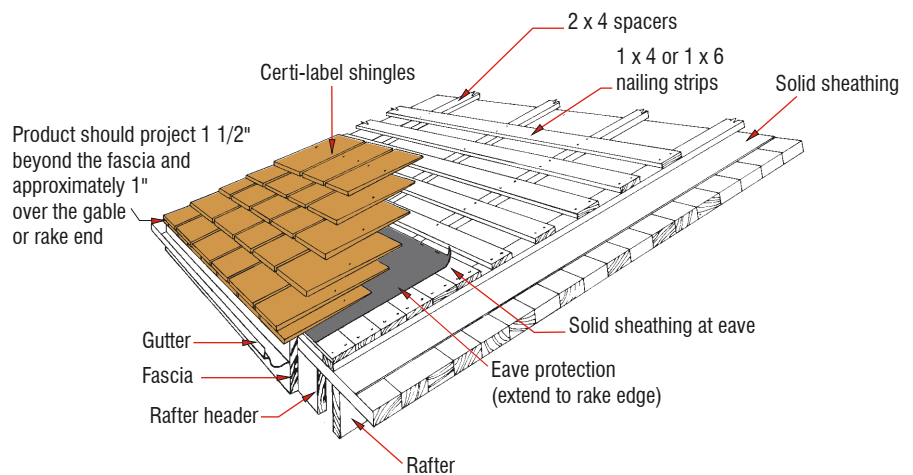 2 x 4 spacers
1 x 4 or 1 x 6
nailing strips
Certi-label shingles
Solid sheathing
Product should project 1 1/2"
beyond the fascia and
approximately 1"
over the gable
or rake end
Solid sheathing at eave
Gutter
Eave protection
(extend to rake edge)
Fascia
Rafter header
Rafter